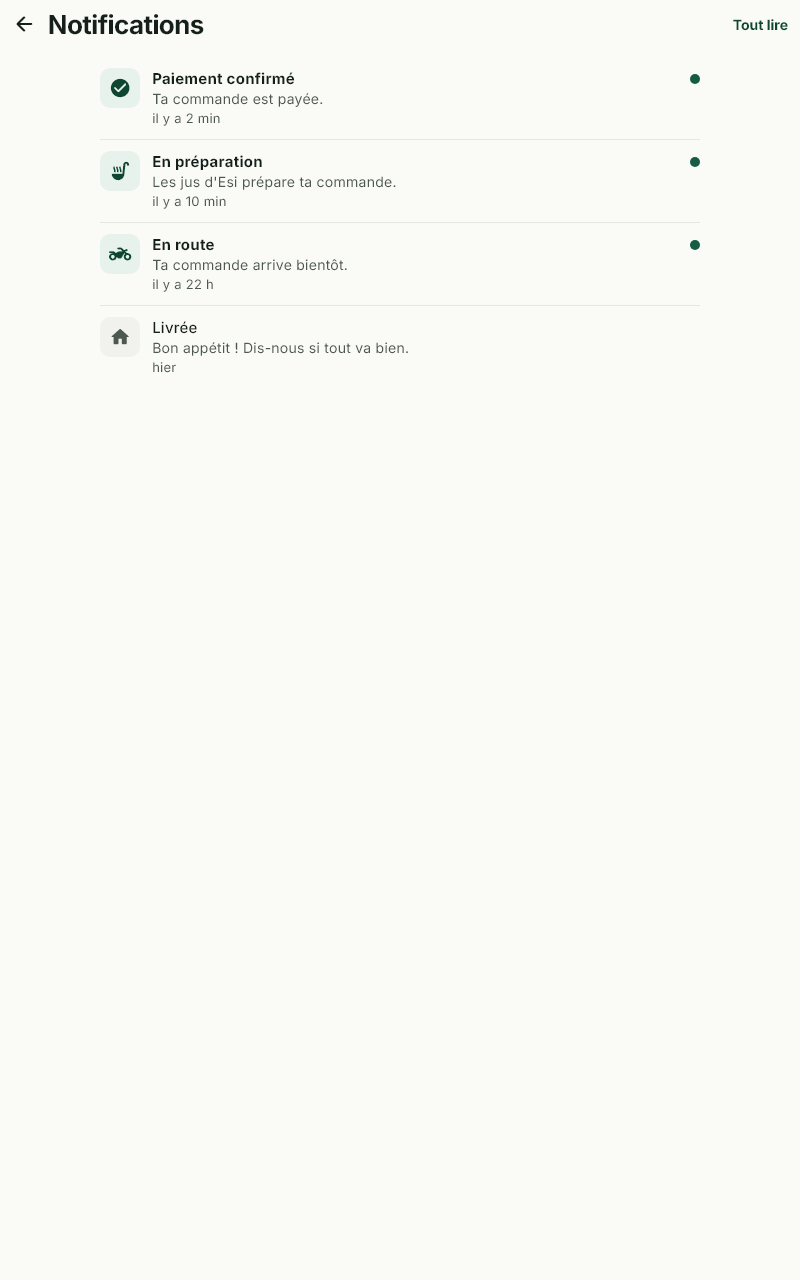 Notifications
Tout lire
Paiement confirmé
Ta commande est payée.
il y a 2 min
En préparation
Les jus d'Esi prépare ta commande.
il y a 10 min
En route
Ta commande arrive bientôt.
il y a 22 h
Livrée
Bon appétit ! Dis-nous si tout va bien.
hier